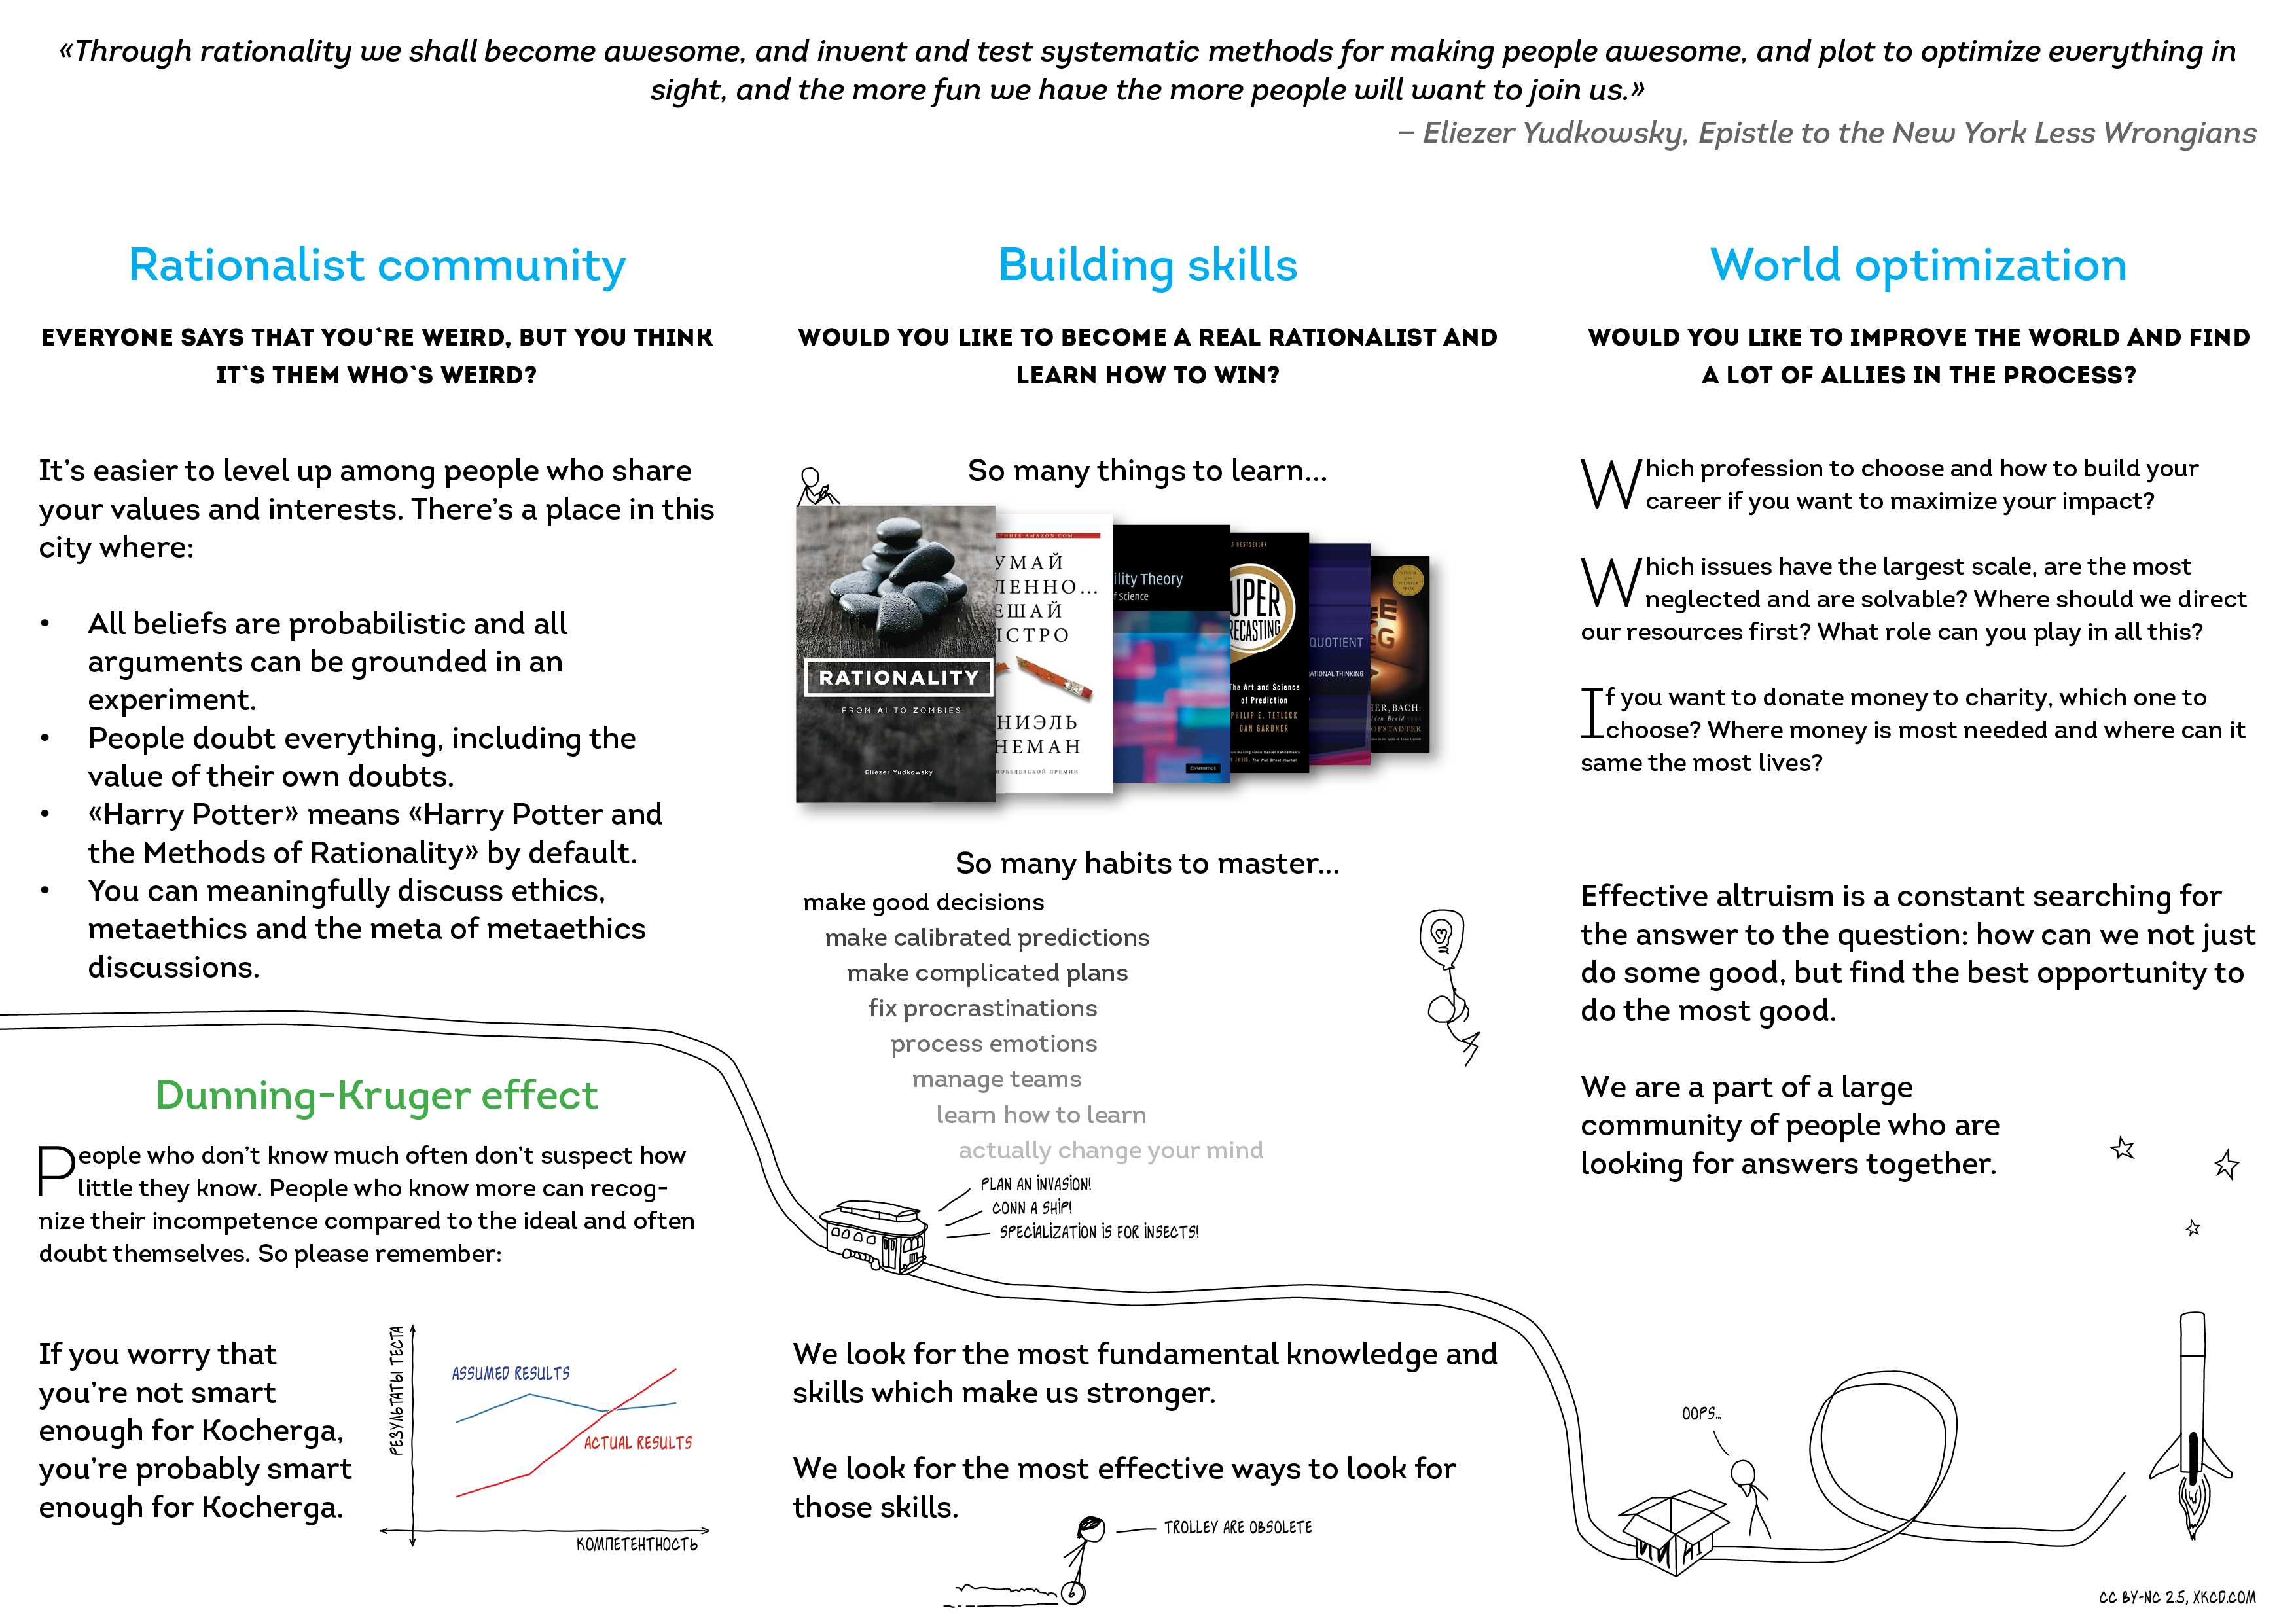 «Through rationality we shall become awesome, and invent and test systematic methods for making people awesome, and plot to optimize everything in
sight, and the more fun we have the more people will want to join us.»
– Eliezer Yudkowsky, Epistle to the New York Less Wrongians
Rationalist community
EVERYONE SAYS THAT YOU`RE WEIRD, BUT YOU THINK
IT`S THEM WHO`S WEIRD?
It's easier to level up among people who share
your values and interests. There's a place in this
city where:
• All beliefs are probabilistic and all
arguments can be grounded in an
experiment.
• People doubt everything, including the
value of their own doubts.
• «Harry Potter» means «Harry Potter and
the Methods of Rationality» by default.
• You can meaningfully discuss ethics,
metaethics and the meta of metaethics
discussions.
Dunning-Kruger effect
People who don't know much often don't suspect how
little they know. People who know more can recog-
nize their incompetence compared to the ideal and often
doubt themselves. So please remember:
If you worry that
you're not smart
enough for Kocherga,
you're probably smart
enough for Kocherga.
РЕЗУЛЬТАТЫ ТЕСТА
ASSUMED RESULTS
ACTUAL RESULTS
КОМПЕТЕНТНОСТЬ
Building skills
WOULD YOU LIKE TO BECOME A REAL RATIONALIST AND
LEARN HOW TO WIN?
So many things to learn...
RATIONALITY
FROM AI TO ZOMBIES
Eliezer Yudkowsky
AMAZON.COM
УМАЙ
ЛЕННО...
ЕШАЙ
ІСТРО
НИЭЛЬ
НЕМАН
НОБЕЛЕВСКОЙ ПРЕМИИ
ility Theory
f Science
CAMBRIDGE
BESTSELLER
UPER
RECASTING
The Art and Science
of Prediction
PHILIP E. TETLOCK
DAN GARDNER
QUOTIENT
ATIONAL THINKING
E
G
HER, BACH:
lden Braid
OFSTADTER
So many habits to master...
make good decisions
make calibrated predictions
make complicated plans
fix procrastinations
process emotions
manage teams
learn how to learn
actually change your mind
PLAN AN INVASION!
CONN A SHIP!
SPECIALIZATION IS FOR INSECTS!
We look for the most fundamental knowledge and
skills which make us stronger.
We look for the most effective ways to look for
those skills.
TROLLEY ARE OBSOLETE
World optimization
WOULD YOU LIKE TO IMPROVE THE WORLD AND FIND
A LOT OF ALLIES IN THE PROCESS?
Which profession to choose and how to build your
career if you want to maximize your impact?
Which issues have the largest scale, are the most
neglected and are solvable? Where should we direct
our resources first? What role can you play in all this?
If you want to donate money to charity, which one to
choose? Where money is most needed and where can it
same the most lives?
Effective altruism is a constant searching for
the answer to the question: how can we not just
do some good, but find the best opportunity to
do the most good.
We are a part of a large
community of people who are
looking for answers together.
OOPS...
ИИ AI
CC BY-NC 2.5, XKCD.COM